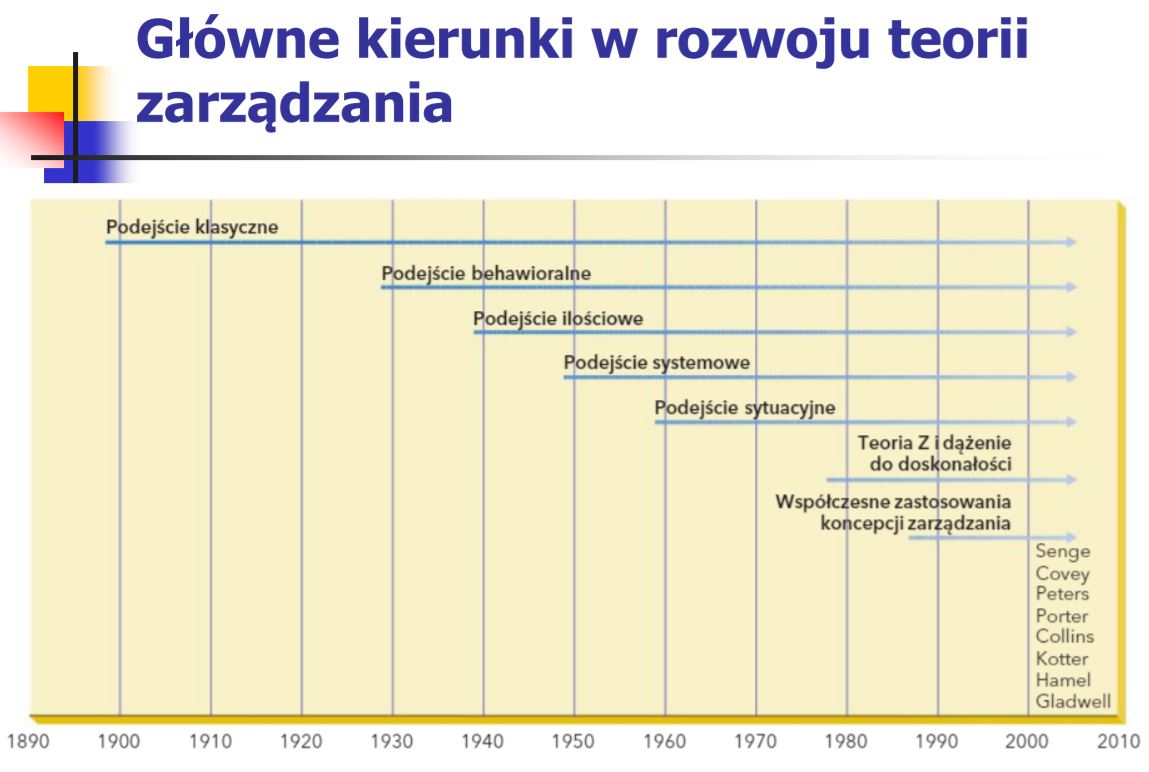 Główne kierunki w rozwoju teorii
zarządzania
Podejście klasyczne
Podejście behawioralne
Podejście ilościowe
Podejście systemowe
Podejście sytuacyjne
Teoria Z i dążenie
do doskonałości
Współczesne zastosowania
koncepcji zarządzania
Senge
Covey
Peters
Porter
Collins
Kotter
Hamel
Gladwell
1890 1900 1910 1920 1930 1940 1950 1960 1970 1980 1990 2000 2010